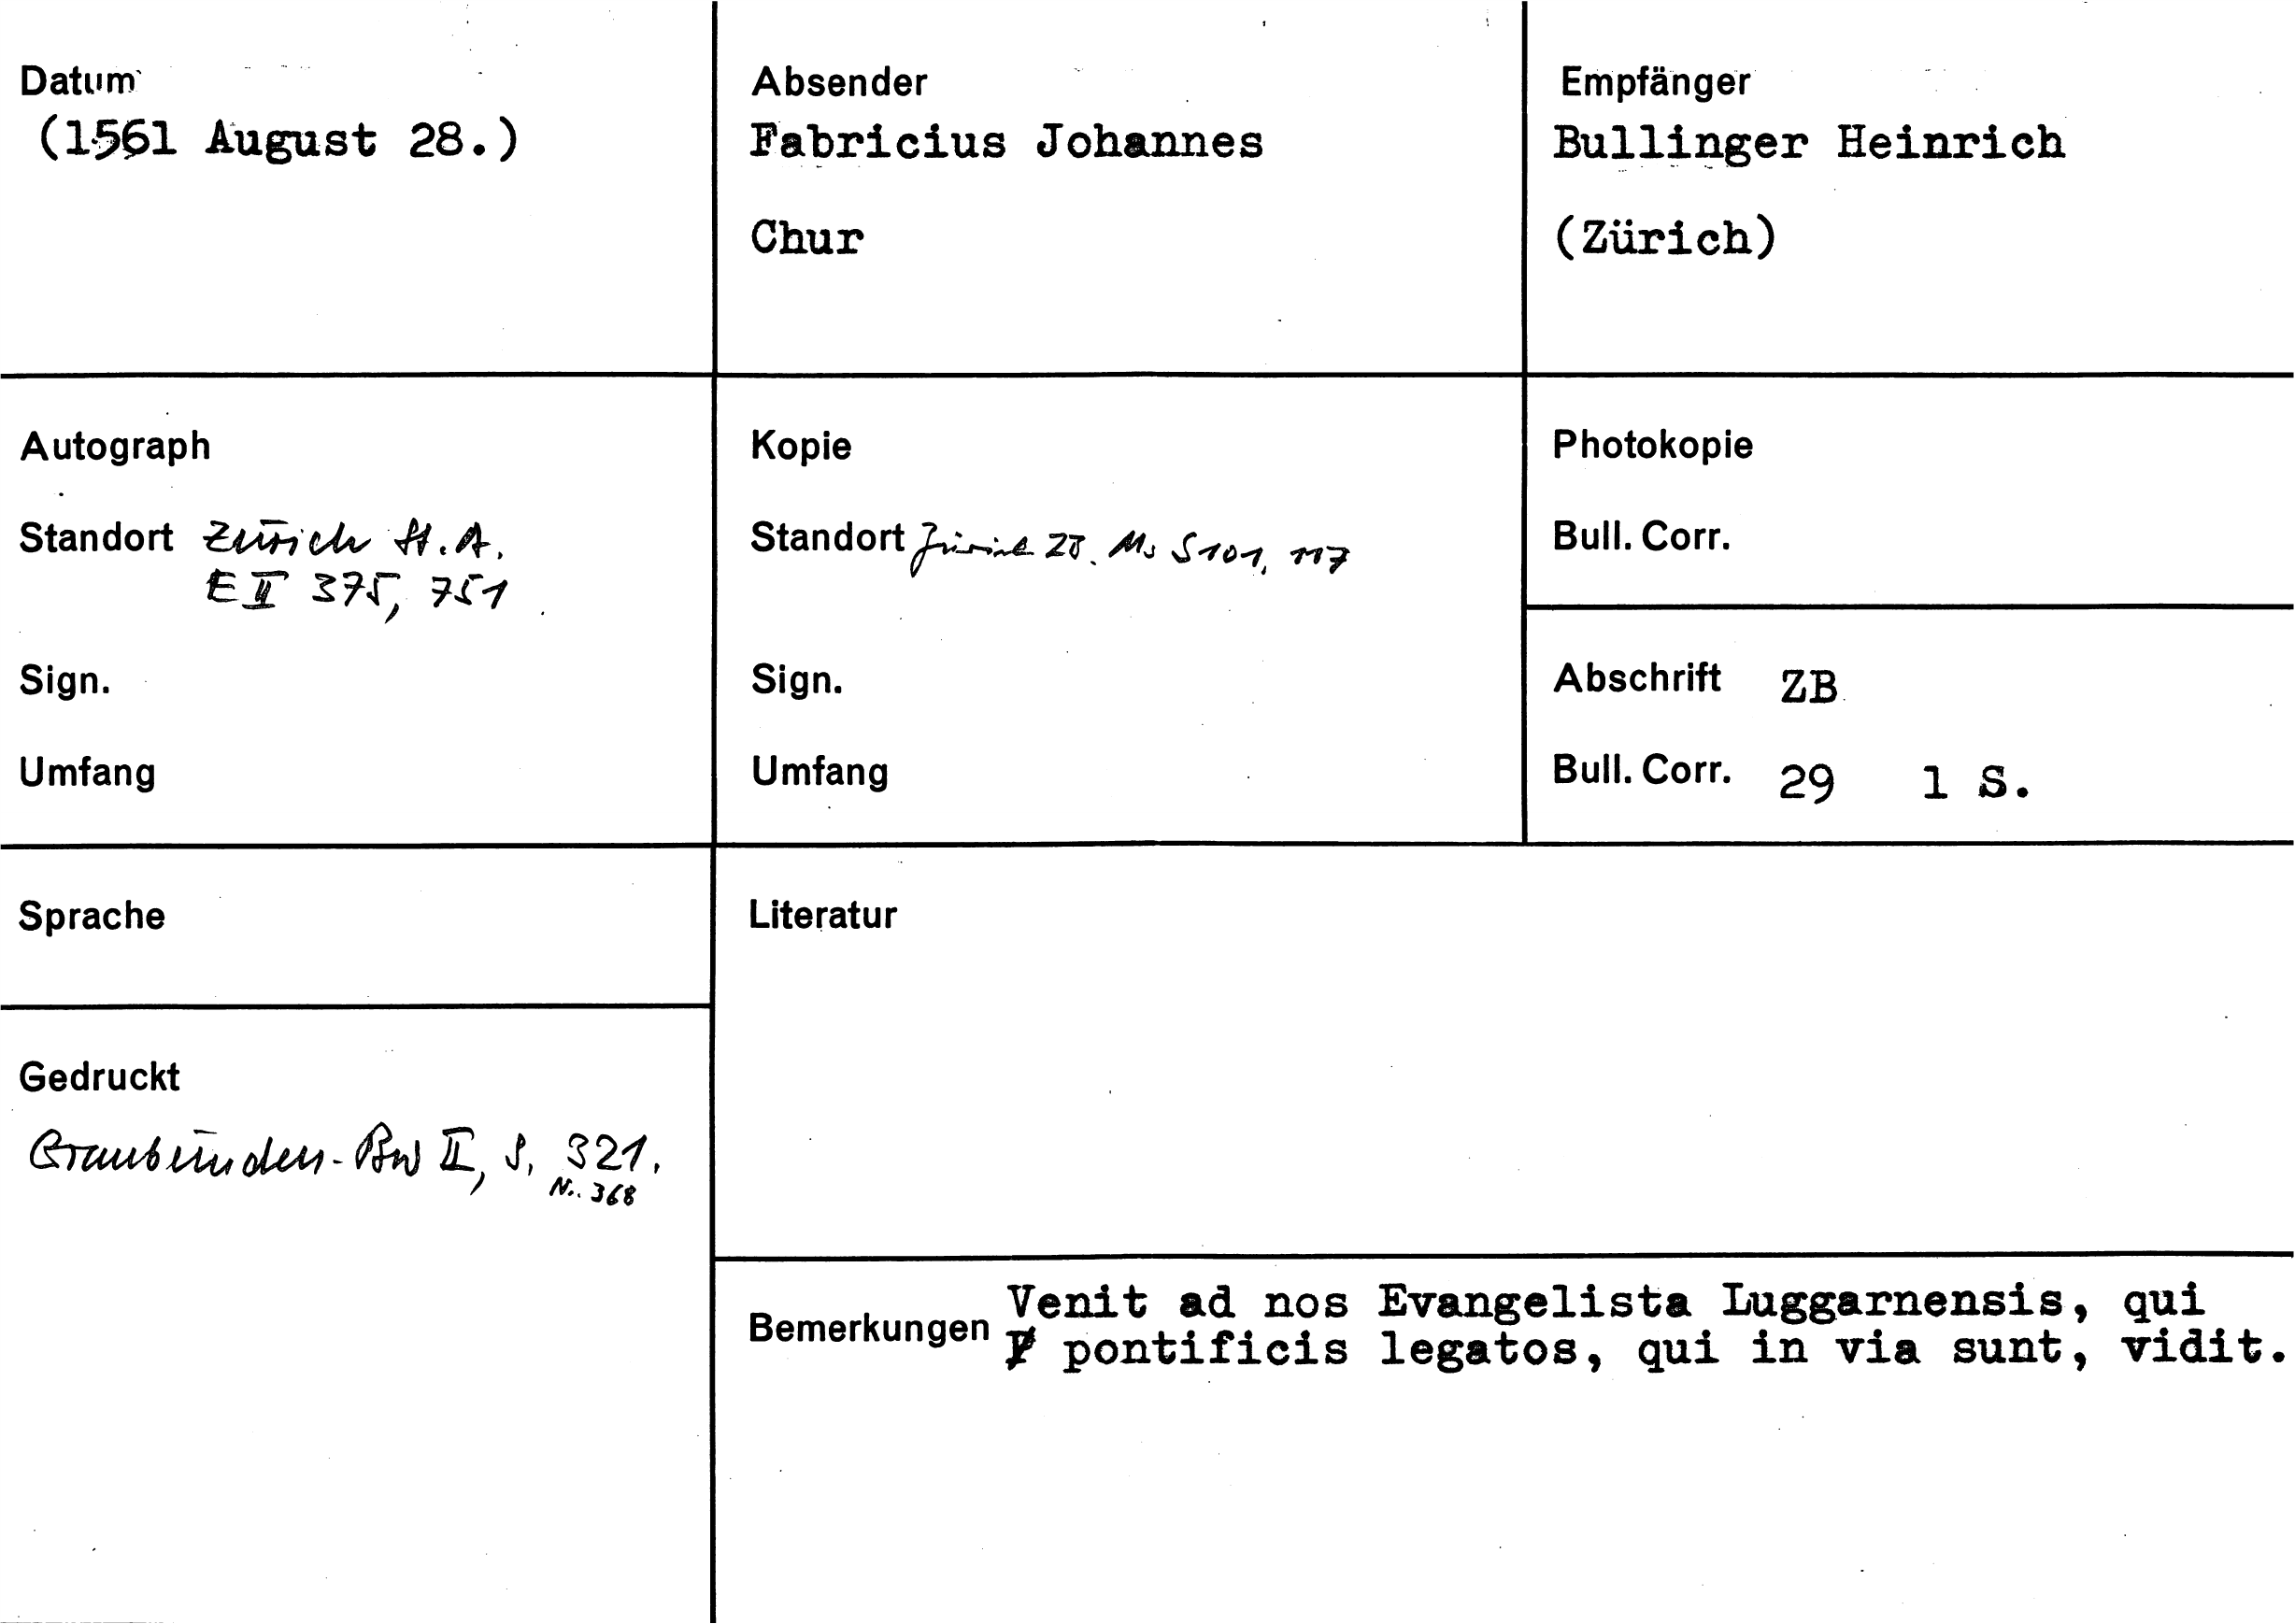 Datum
(1561 August 28.)
Absender
Fabricius Johannes
Chur
Empfänger
Bullinger Heinrich
(Zürich)
Autograph
Standort Zürich St.A.
E II 375, 751
Sign.
Umfang
Kopie
Standort Zürich ZB. Ms S 101, 117
Sign.
Umfang
Photokopie
Bull. Corr.
Abschrift ZB
Bull. Corr. 29 1 S.
Sprache
Literatur
Gedruckt
Graubünden-Bw II, S. 321.
Nr. 368
Bemerkungen
Venit ad nos Evangelista Luggarnensis, qui
pontificis legatos, qui in via sunt, vidit.